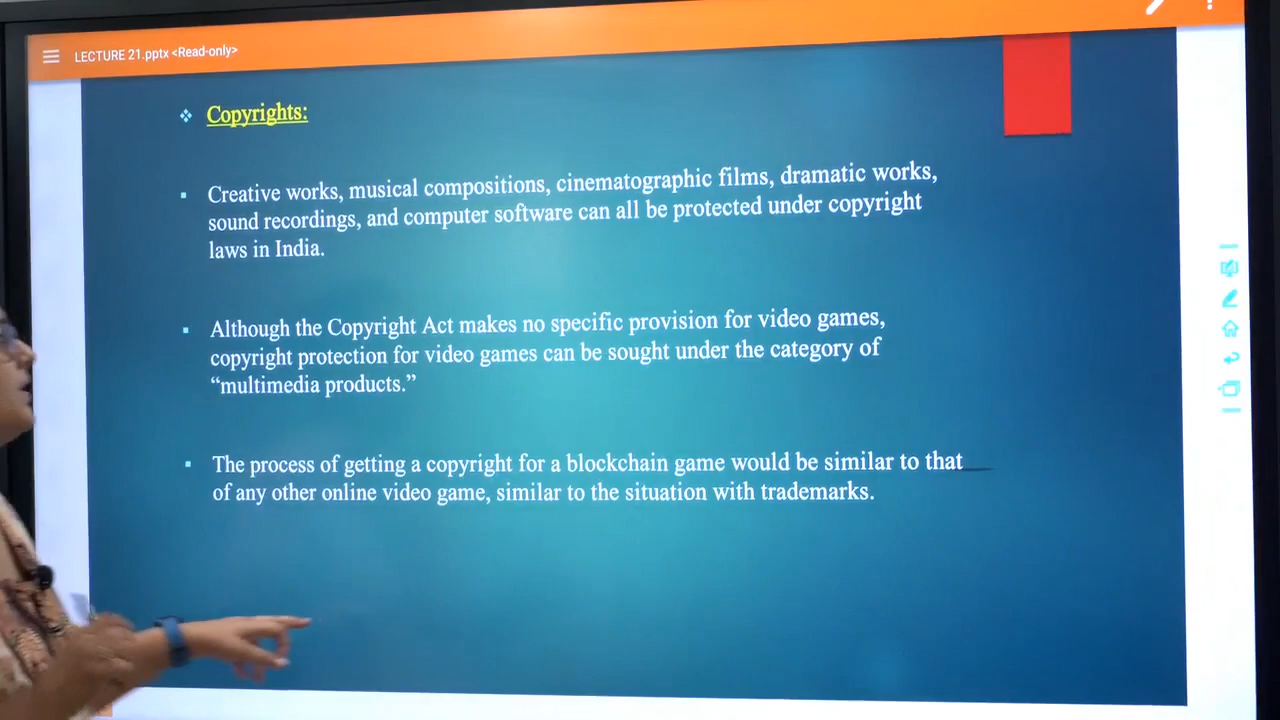 LECTURE 21.pptx <Read-only>
Copyrights:
Creative works, musical compositions, cinematographic films, dramatic works,
sound recordings, and computer software can all be protected under copyright
laws in India.
Although the Copyright Act makes no specific provision for video games,
copyright protection for video games can be sought under the category of
“multimedia products.”
The process of getting a copyright for a blockchain game would be similar to that
of any other online video game, similar to the situation with trademarks.